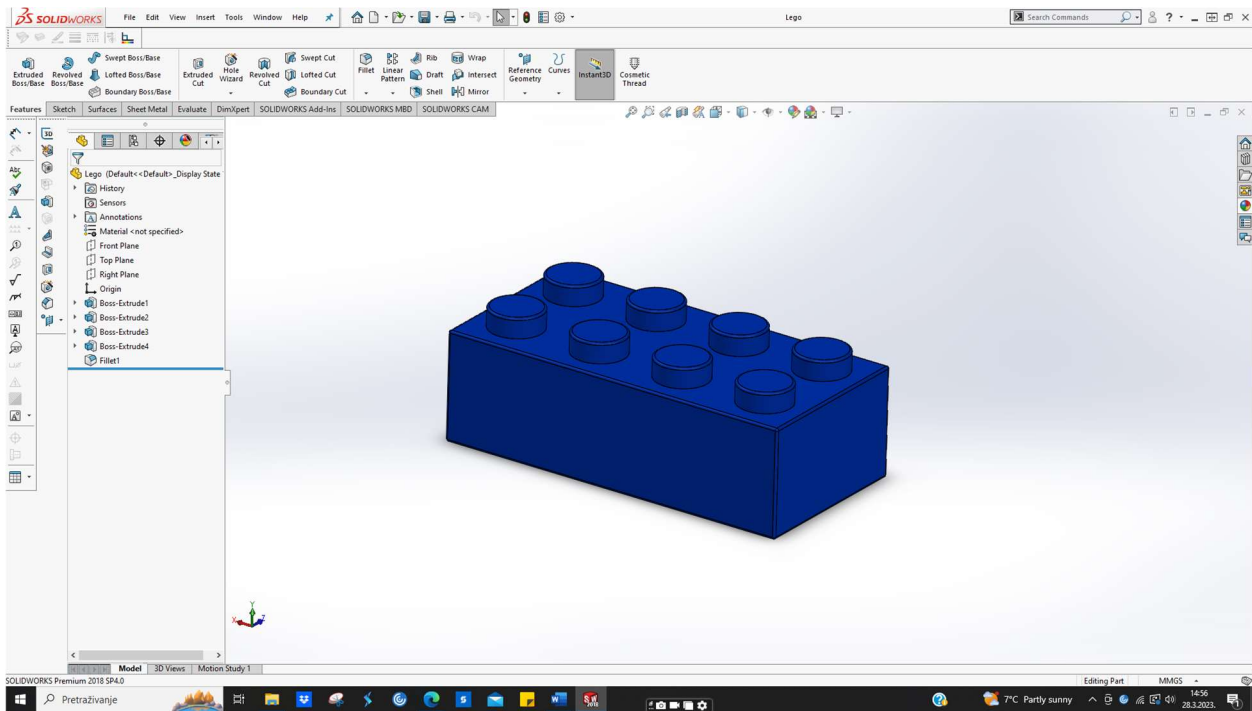 SOLIDWORKS File Edit View Insert Tools Window Help Lego Search Commands
Extruded Boss/Base
Revolved Boss/Base
Swept Boss/Base
Lofted Boss/Base
Boundary Boss/Base
Extruded Cut
Hole Wizard
Revolved Cut
Swept Cut
Lofted Cut
Boundary Cut
Fillet
Linear Pattern
Rib
Draft
Shell
Wrap
Intersect
Mirror
Reference Geometry
Curves
Instant3D
Cosmetic Thread
Features Sketch Surfaces Sheet Metal Evaluate DimXpert SOLIDWORKS Add-Ins SOLIDWORKS MBD SOLIDWORKS CAM
Lego (Default<<Default>_Display State
History
Sensors
Annotations
Material <not specified>
Front Plane
Top Plane
Right Plane
Origin
Boss-Extrude1
Boss-Extrude2
Boss-Extrude3
Boss-Extrude4
Fillet1
Y
X
Z
Model 3D Views Motion Study 1
SOLIDWORKS Premium 2018 SP4.0 Editing Part MMGS
Pretraživanje
7°C Partly sunny
14:56
28.3.2023.